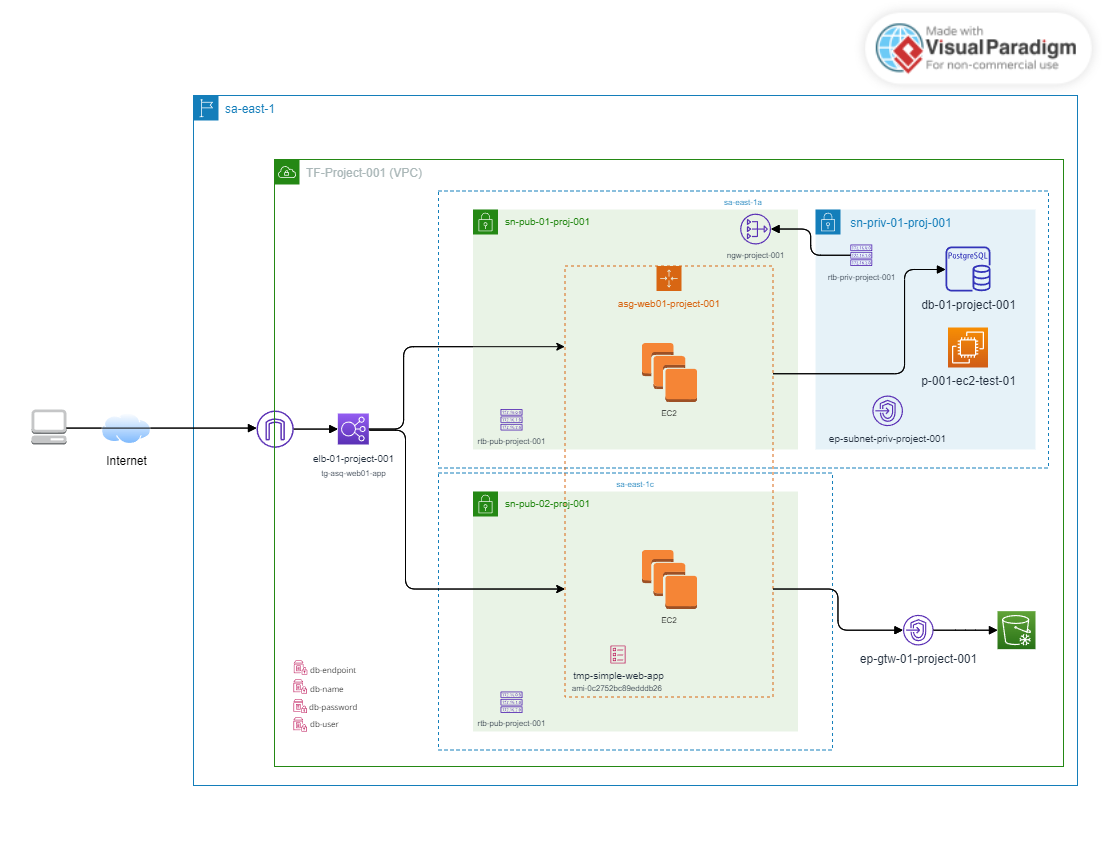 Made with
Visual Paradigm
For non-commercial use
sa-east-1
TF-Project-001 (VPC)
sa-east-1a
sn-pub-01-proj-001
sn-priv-01-proj-001
ngw-project-001
rtb-priv-project-001
PostgreSQL
db-01-project-001
asg-web01-project-001
p-001-ec2-test-01
EC2
rtb-pub-project-001
ep-subnet-priv-project-001
Internet
elb-01-project-001
tg-asq-web01-app
sa-east-1c
sn-pub-02-proj-001
EC2
ep-gtw-01-project-001
tmp-simple-web-app
ami-0c2752bc89edddb26
rtb-pub-project-001
db-endpoint
db-name
db-password
db-user